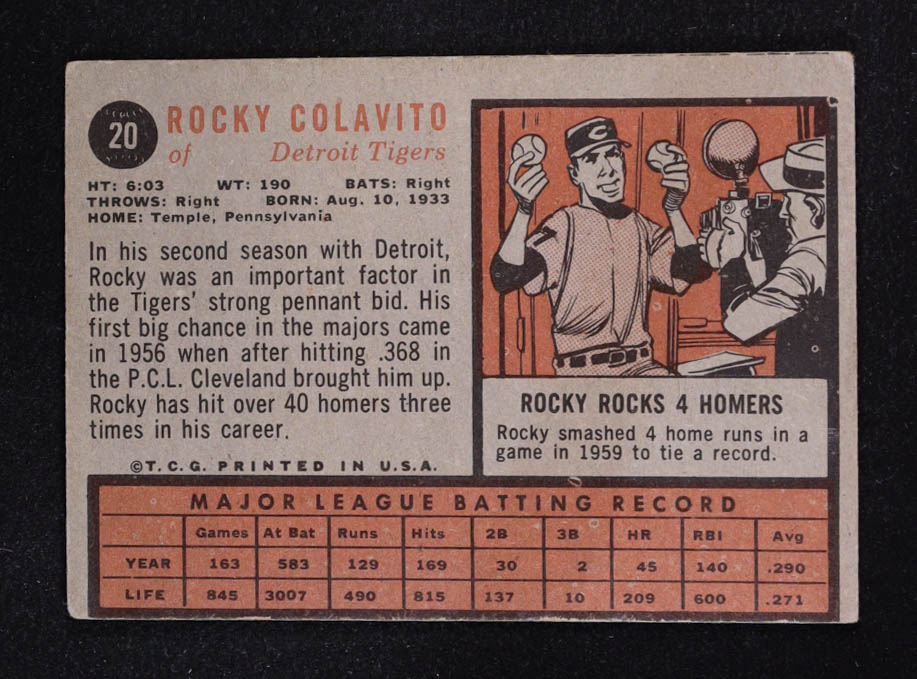 20
ROCKY COLAVITO
of Detroit Tigers
HT: 6:03 WT: 190 BATS: Right
THROWS: Right BORN: Aug. 10, 1933
HOME: Temple, Pennsylvania
In his second season with Detroit,
Rocky was an important factor in
the Tigers' strong pennant bid. His
first big chance in the majors came
in 1956 when after hitting .368 in
the P.C.L. Cleveland brought him up.
Rocky has hit over 40 homers three
times in his career.
©T.C.G. PRINTED IN U.S.A.
C
ROCKY ROCKS 4 HOMERS
Rocky smashed 4 home runs in a
game in 1959 to tie a record.
MAJOR LEAGUE BATTING RECORD
Games At Bat Runs Hits 2B 3B HR RBI Avg
YEAR 163 583 129 169 30 2 45 140 .290
LIFE 845 3007 490 815 137 10 209 600 .271